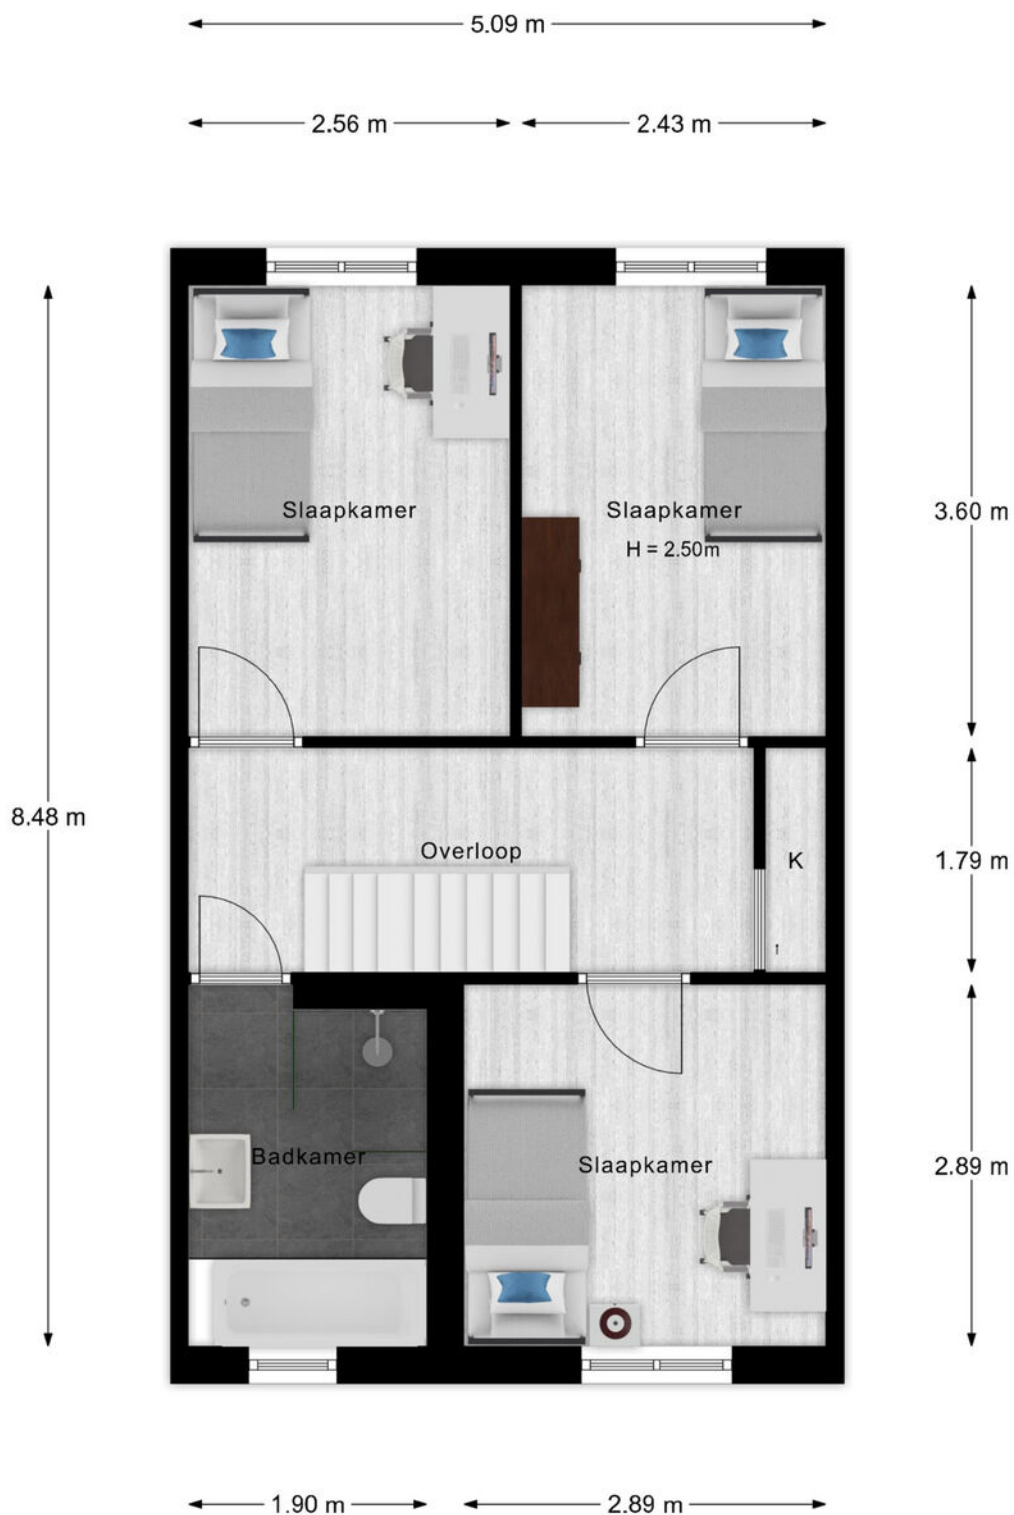 5.09 m
2.56 m
2.43 m
Slaapkamer
Slaapkamer
H = 2.50m
3.60 m
8.48 m
Overloop
K
1.79 m
Badkamer
Slaapkamer
2.89 m
1.90 m
2.89 m